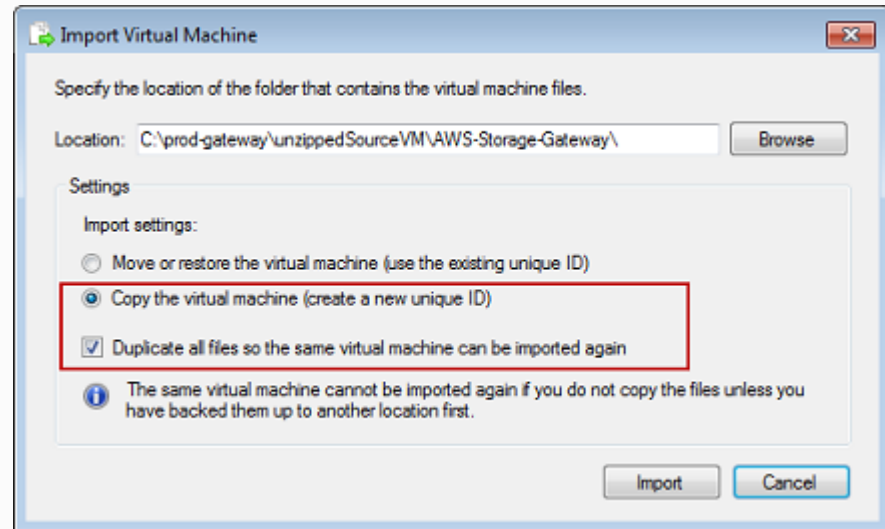 Import Virtual Machine
Specify the location of the folder that contains the virtual machine files.
Location: C:\prod-gateway\unzippedSourceVM\AWS-Storage-Gateway\ Browse
Settings
Import settings:
Move or restore the virtual machine (use the existing unique ID)
Copy the virtual machine (create a new unique ID)
Duplicate all files so the same virtual machine can be imported again
The same virtual machine cannot be imported again if you do not copy the files unless you
have backed them up to another location first.
Import Cancel